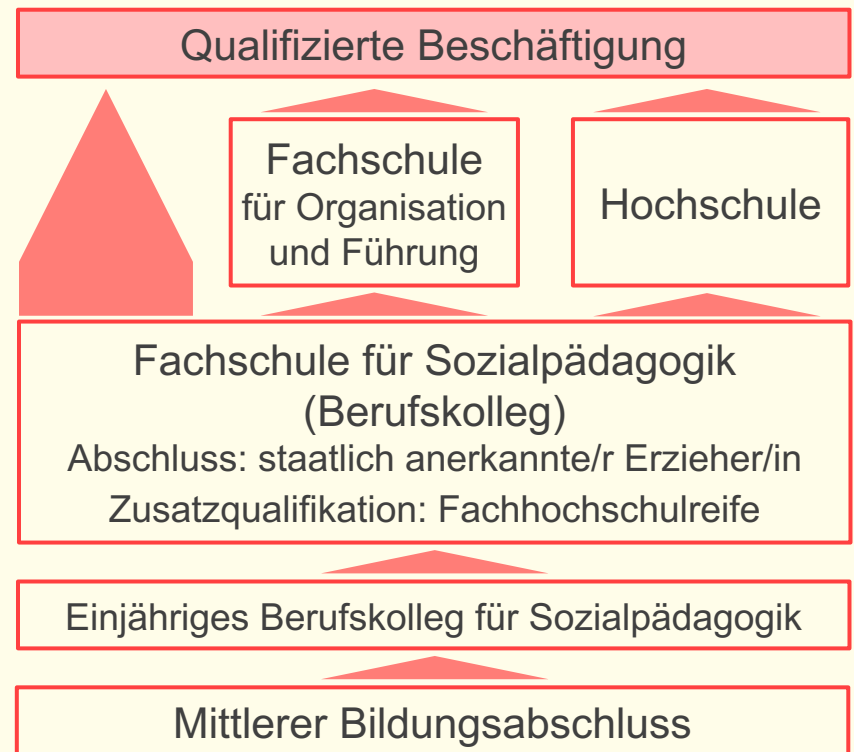 Qualifizierte Beschäftigung
Fachschule
für Organisation
und Führung
Hochschule
Fachschule für Sozialpädagogik
(Berufskolleg)
Abschluss: staatlich anerkannte/r Erzieher/in
Zusatzqualifikation: Fachhochschulreife
Einjähriges Berufskolleg für Sozialpädagogik
Mittlerer Bildungsabschluss